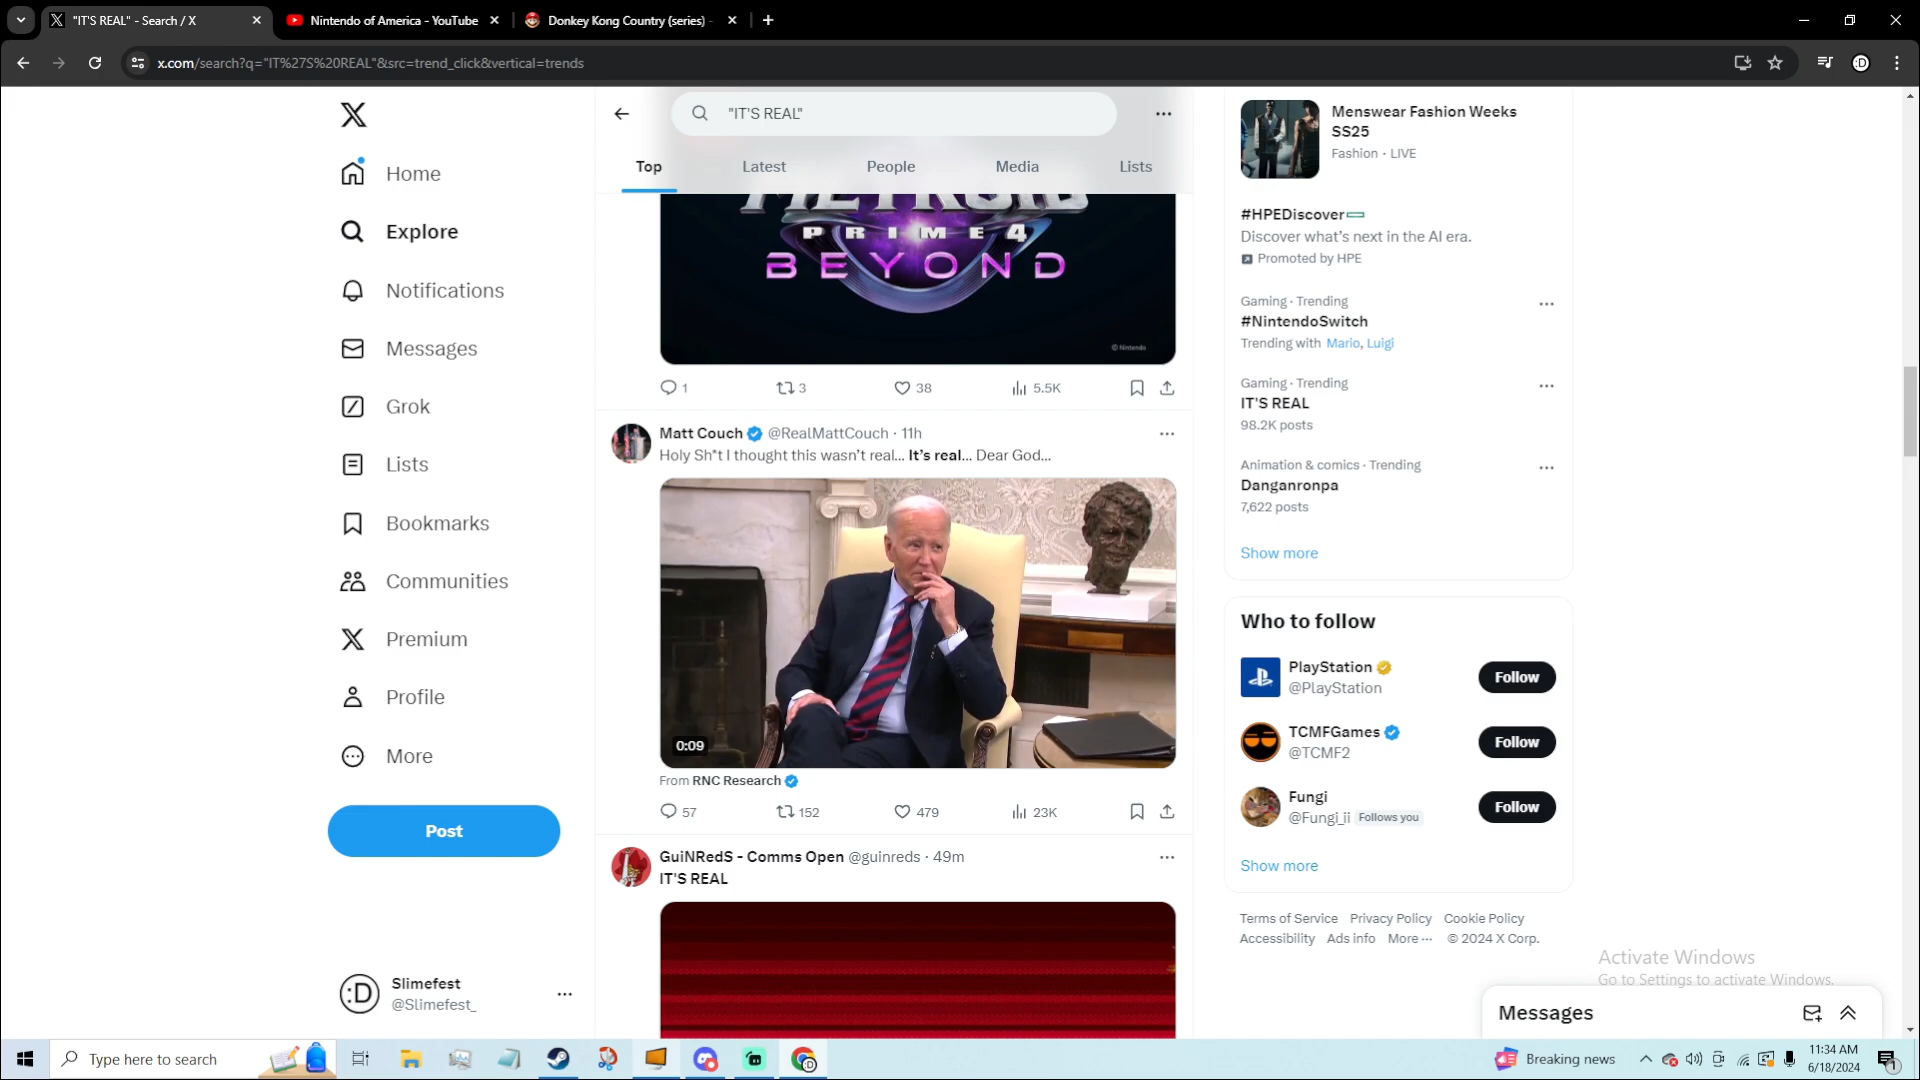 "IT'S REAL" - Search / X
Nintendo of America - YouTube
Donkey Kong Country (series) -
x.com/search?q="IT%27S%20REAL"&src=trend_click&vertical=trends
Home
Explore
Notifications
Messages
Grok
Lists
Bookmarks
Communities
Premium
Profile
More
Post
Slimefest
@Slimefest_
"IT'S REAL"
Top Latest People Media Lists
METROID
PRIME 4
BEYOND
© Nintendo
1 3 38 5.5K
Matt Couch @RealMattCouch · 11h
Holy Sh*t I thought this wasn't real... It's real... Dear God...
0:09
From RNC Research
57 152 479 23K
GuiNRedS - Comms Open @guinreds · 49m
IT'S REAL
Menswear Fashion Weeks
SS25
Fashion · LIVE
#HPEDiscover
Discover what's next in the AI era.
Promoted by HPE
Gaming · Trending
#NintendoSwitch
Trending with Mario, Luigi
Gaming · Trending
IT'S REAL
98.2K posts
Animation & comics · Trending
Danganronpa
7,622 posts
Show more
Who to follow
PlayStation
@PlayStation
Follow
TCMFGames
@TCMF2
Follow
Fungi
@Fungi_ii Follows you
Follow
Show more
Terms of Service Privacy Policy Cookie Policy
Accessibility Ads info More ··· © 2024 X Corp.
Activate Windows
Go to Settings to activate Windows.
Messages
Type here to search
Breaking news
11:34 AM
6/18/2024
1